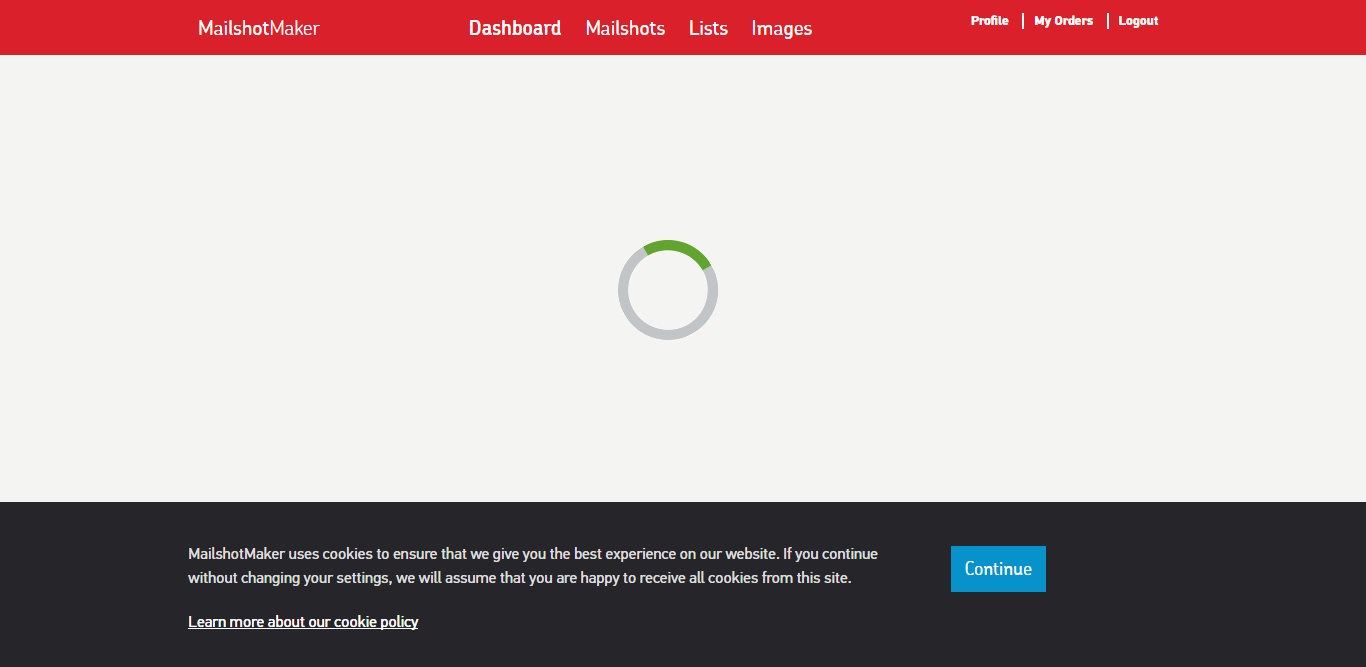 MailshotMaker Dashboard Mailshots Lists Images Profile My Orders Logout
MailshotMaker uses cookies to ensure that we give you the best experience on our website. If you continue
without changing your settings, we will assume that you are happy to receive all cookies from this site.
Continue
Learn more about our cookie policy